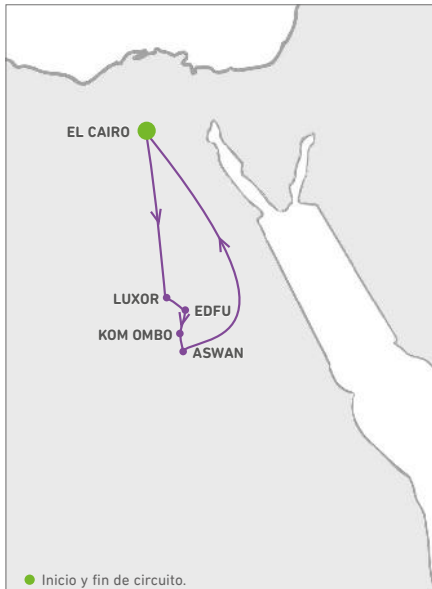 EL CAIRO
LUXOR
EDFU
KOM OMBO
ASWAN
Inicio y fin de circuito.